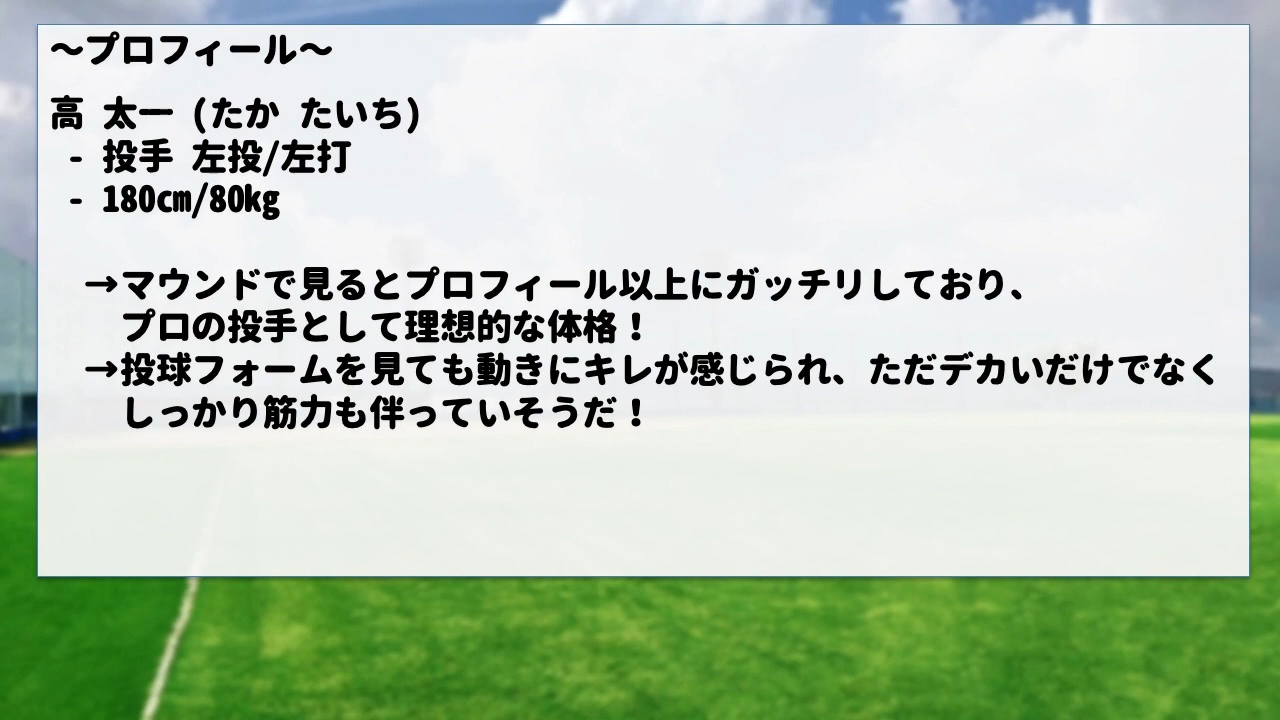 ～プロフィール～
高 太一 (たか たいち)
- 投手 左投/左打
- 180cm/80kg
→マウンドで見るとプロフィール以上にガッチリしており、
プロの投手として理想的な体格！
→投球フォームを見ても動きにキレが感じられ、ただデカいだけでなく
しっかり筋力も伴っていそうだ！